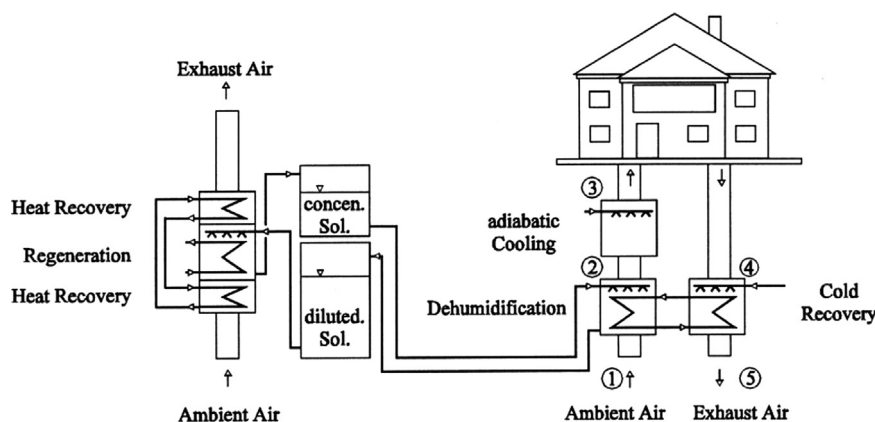 Exhaust Air
Heat Recovery
Regeneration
Heat Recovery
Ambient Air
concen.
Sol.
diluted.
Sol.
③
adiabatic
Cooling
②
Dehumidification
④
Cold
Recovery
①
⑤
Ambient Air
Exhaust Air